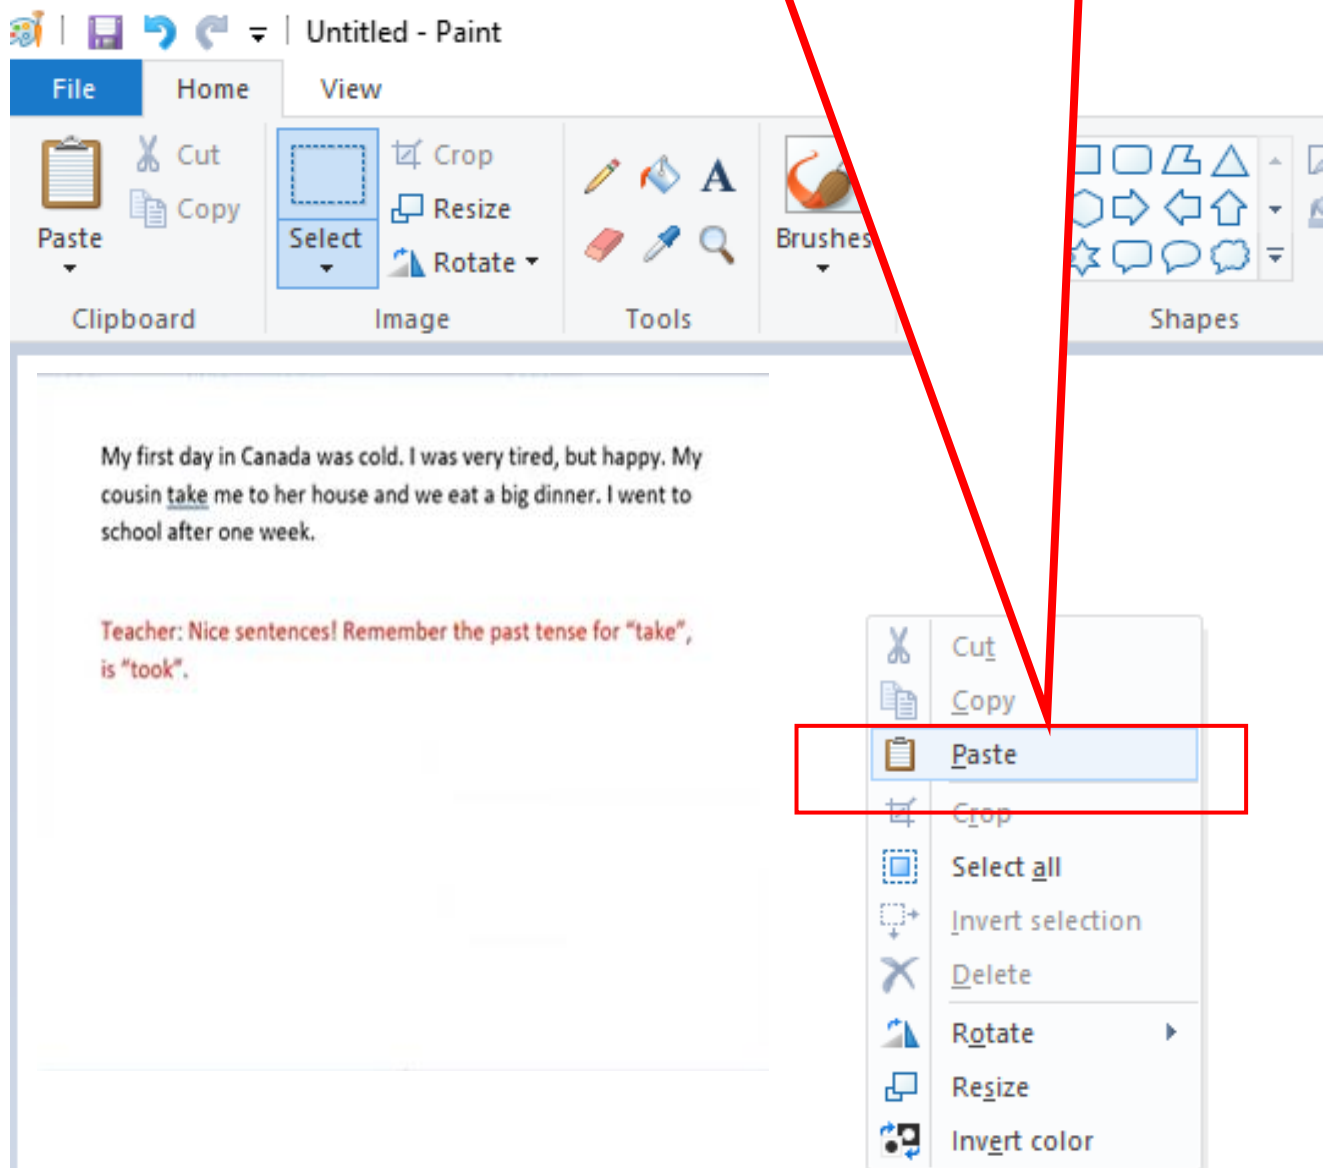 Untitled - Paint
File Home View
Cut
Copy
Paste
Clipboard
Select
Crop
Resize
Rotate
Image
Tools
Brushes
Shapes
My first day in Canada was cold. I was very tired, but happy. My
cousin take me to her house and we eat a big dinner. I went to
school after one week.
Teacher: Nice sentences! Remember the past tense for “take”,
is “took”.
Cut
Copy
Paste
Crop
Select all
Invert selection
Delete
Rotate
Resize
Invert color